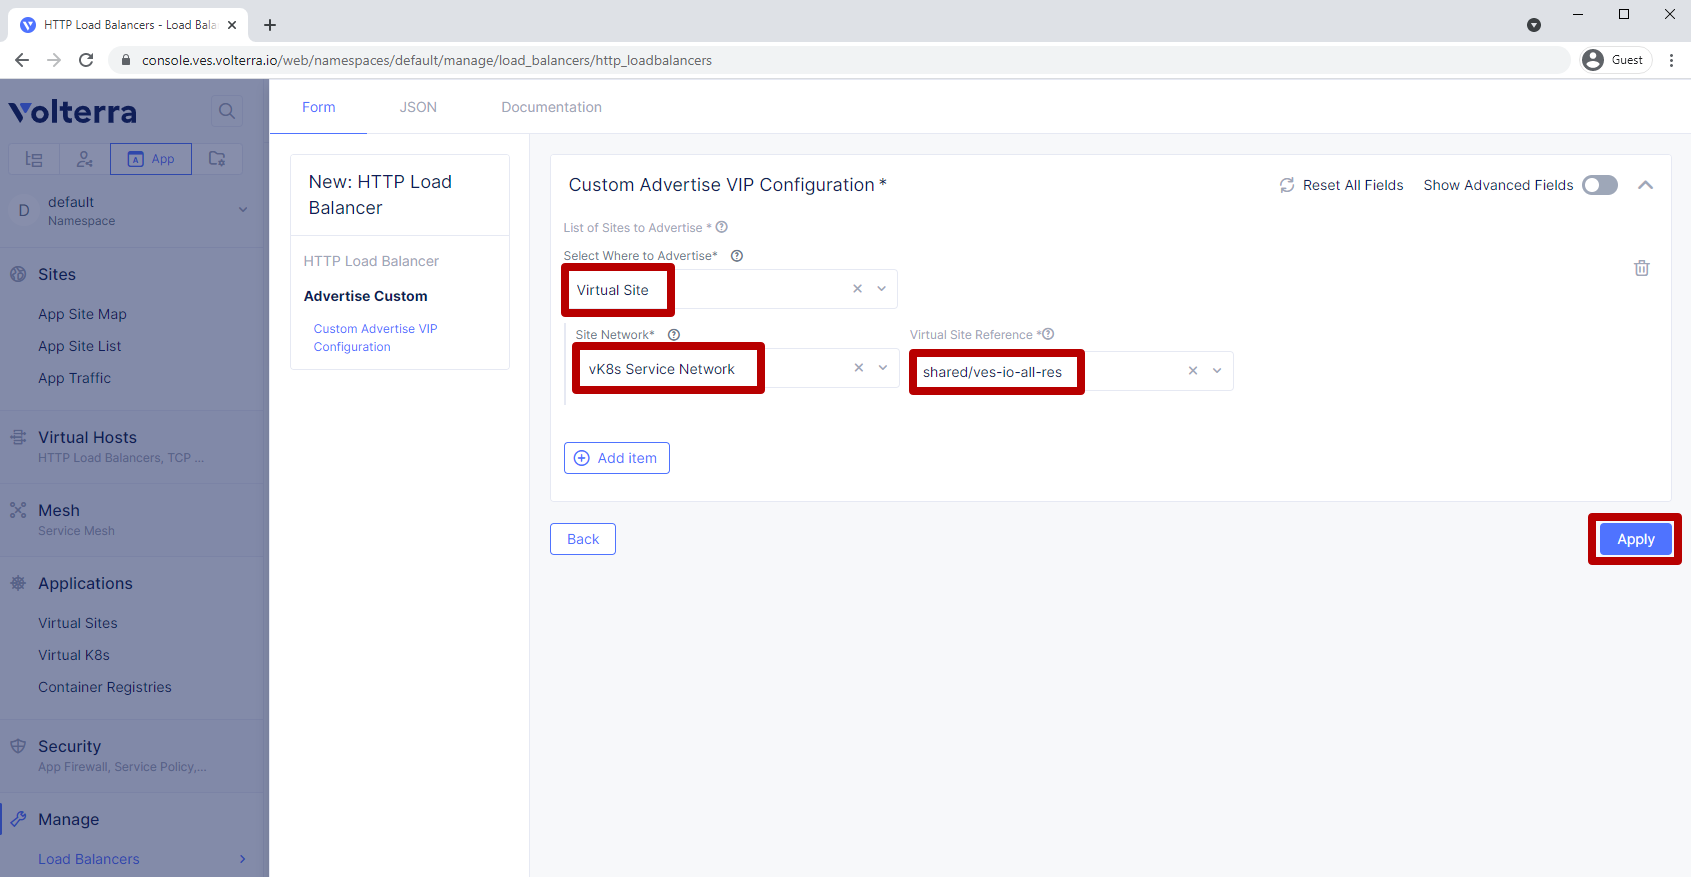 HTTP Load Balancers - Load Bala
console.ves.volterra.io/web/namespaces/default/manage/load_balancers/http_loadbalancers
Guest
Volterra
App
D
default
Namespace
Sites
App Site Map
App Site List
App Traffic
Virtual Hosts
HTTP Load Balancers, TCP ...
Mesh
Service Mesh
Applications
Virtual Sites
Virtual K8s
Container Registries
Security
App Firewall, Service Policy,...
Manage
Load Balancers
Form
JSON
Documentation
New: HTTP Load
Balancer
HTTP Load Balancer
Advertise Custom
Custom Advertise VIP
Configuration
Custom Advertise VIP Configuration *
Reset All Fields
Show Advanced Fields
List of Sites to Advertise *
Select Where to Advertise*
Virtual Site
Site Network*
Virtual Site Reference *
vK8s Service Network
shared/ves-io-all-res
Add item
Back
Apply